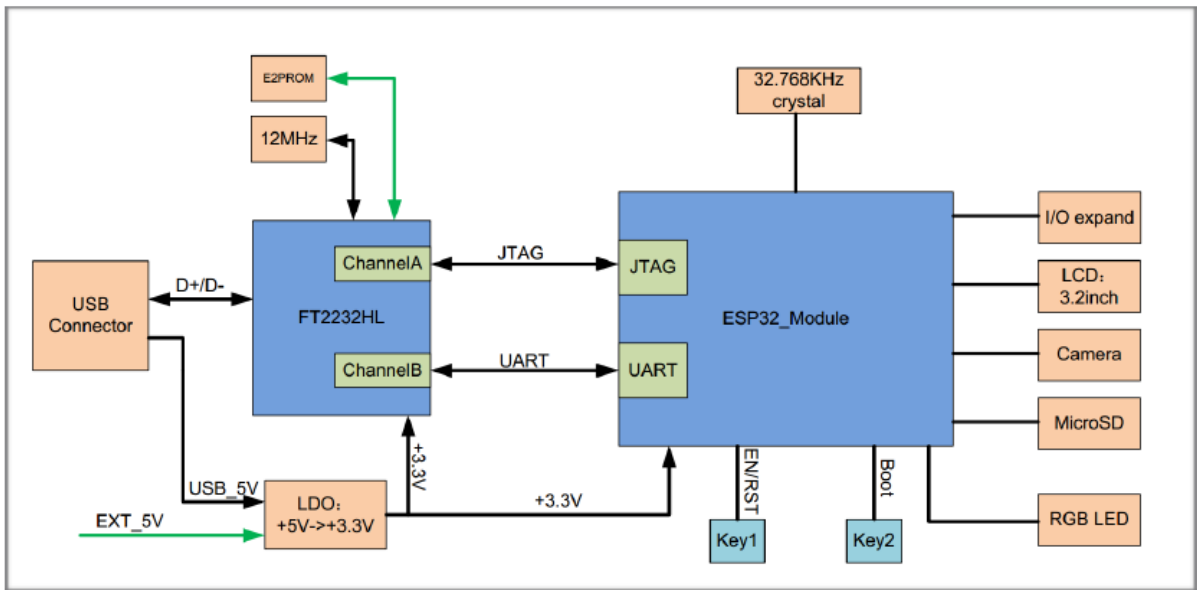 E2PROM
12MHz
32.768KHz
crystal
USB
Connector
D+/D-
FT2232HL
ChannelA
ChannelB
JTAG
UART
JTAG
UART
ESP32_Module
I/O expand
LCD：
3.2inch
Camera
MicroSD
RGB LED
USB_5V
EXT_5V
LDO：
+5V->+3.3V
+3.3V
+3.3V
EN/RST
Boot
Key1
Key2